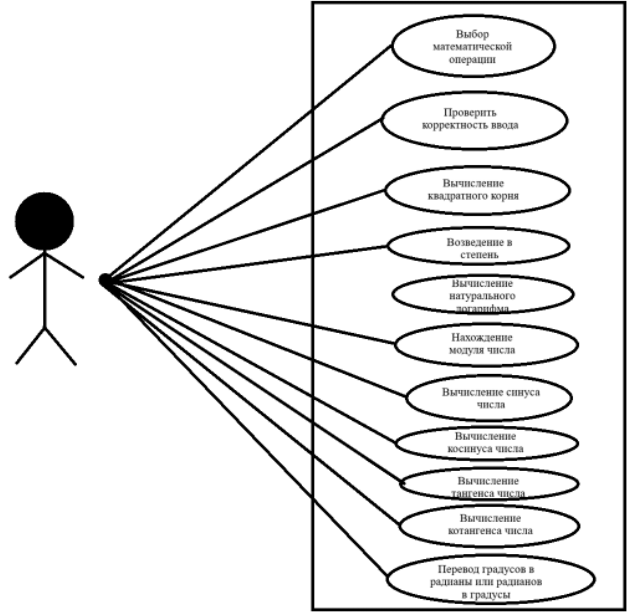 Выбор
математической
операции
Проверить
корректность ввода
Вычисление
квадратного корня
Возведение в
степень
Вычисление
натурального
логарифма
Нахождение
модуля числа
Вычисление синуса
числа
Вычисление
косинуса числа
Вычисление
тангенса числа
Вычисление
котангенса числа
Перевод градусов в
радианы или радианов
в градусы